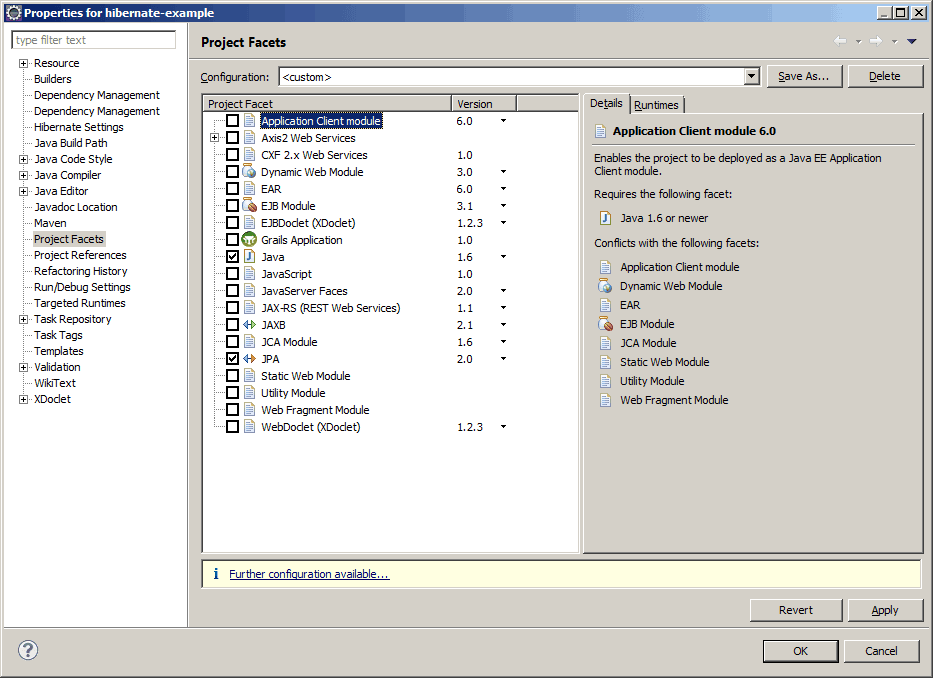 Properties for hibernate-example
type filter text
Resource
Builders
Dependency Management
Dependency Management
Hibernate Settings
Java Build Path
Java Code Style
Java Compiler
Java Editor
Javadoc Location
Maven
Project Facets
Project References
Refactoring History
Run/Debug Settings
Targeted Runtimes
Task Repository
Task Tags
Templates
Validation
WikiText
XDoclet
Project Facets
Configuration: <custom> Save As... Delete
Project Facet Version
Application Client module 6.0
Axis2 Web Services
CXF 2.x Web Services 1.0
Dynamic Web Module 3.0
EAR 6.0
EJB Module 3.1
EJBDoclet (XDoclet) 1.2.3
Grails Application 1.0
Java 1.6
JavaScript 1.0
JavaServer Faces 2.0
JAX-RS (REST Web Services) 1.1
JAXB 2.1
JCA Module 1.6
JPA 2.0
Static Web Module
Utility Module
Web Fragment Module
WebDoclet (XDoclet) 1.2.3
Details Runtimes
Application Client module 6.0
Enables the project to be deployed as a Java EE Application
Client module.
Requires the following facet:
Java 1.6 or newer
Conflicts with the following facets:
Application Client module
Dynamic Web Module
EAR
EJB Module
JCA Module
Static Web Module
Utility Module
Web Fragment Module
i Further configuration available...
Revert Apply
? OK Cancel